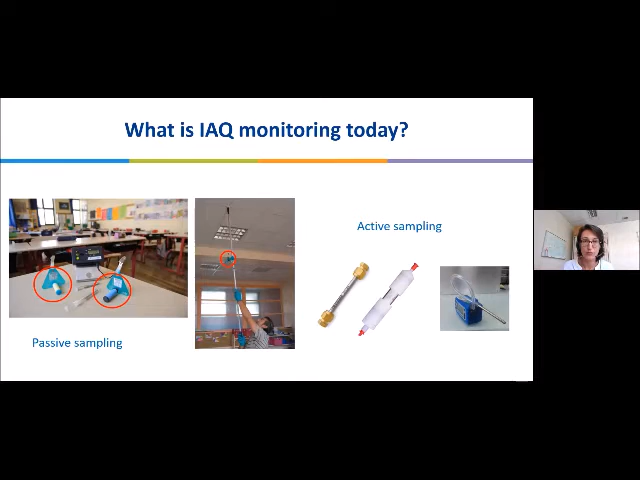 What is IAQ monitoring today?
Active sampling
Passive sampling